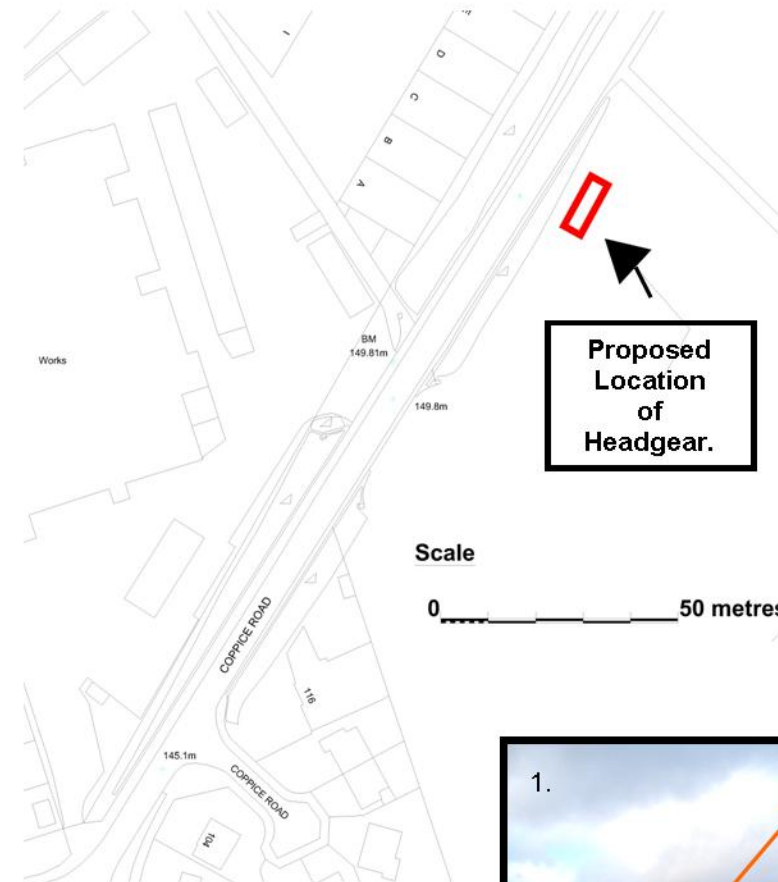 E
D
C
B
A
1
BM
149.81m
Works
149.8m
Proposed
Location
of
Headgear.
Scale
0 50 metres
COPPICE ROAD
116
145.1m
COPPICE ROAD
104
1.